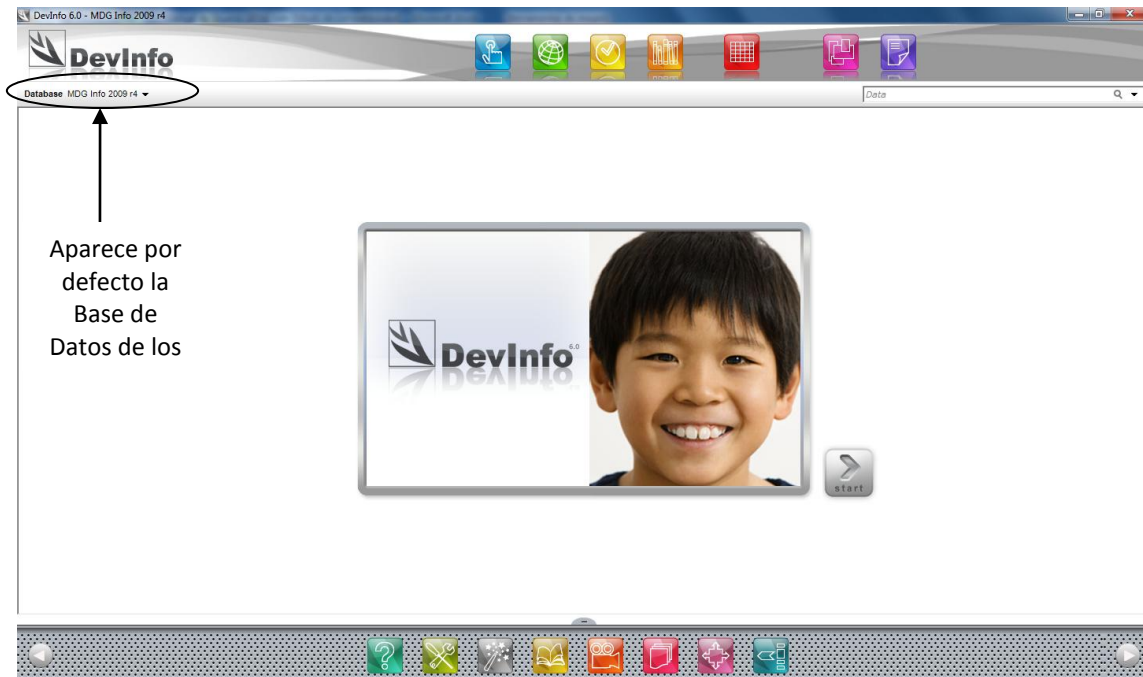 DevInfo 6.0 - MDG Info 2009 r4
DevInfo
Database MDG Info 2009 r4
Data
Aparece por
defecto la
Base de
Datos de los
DevInfo 6.0
start